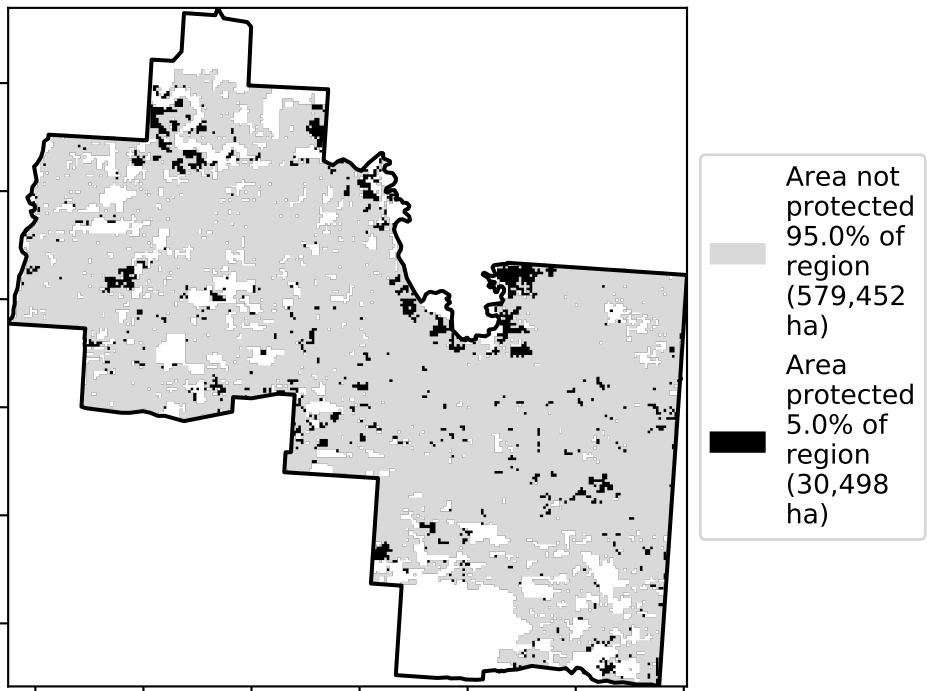 Area not
protected
95.0% of
region
(579,452
ha)
Area
protected
5.0% of
region
(30,498
ha)